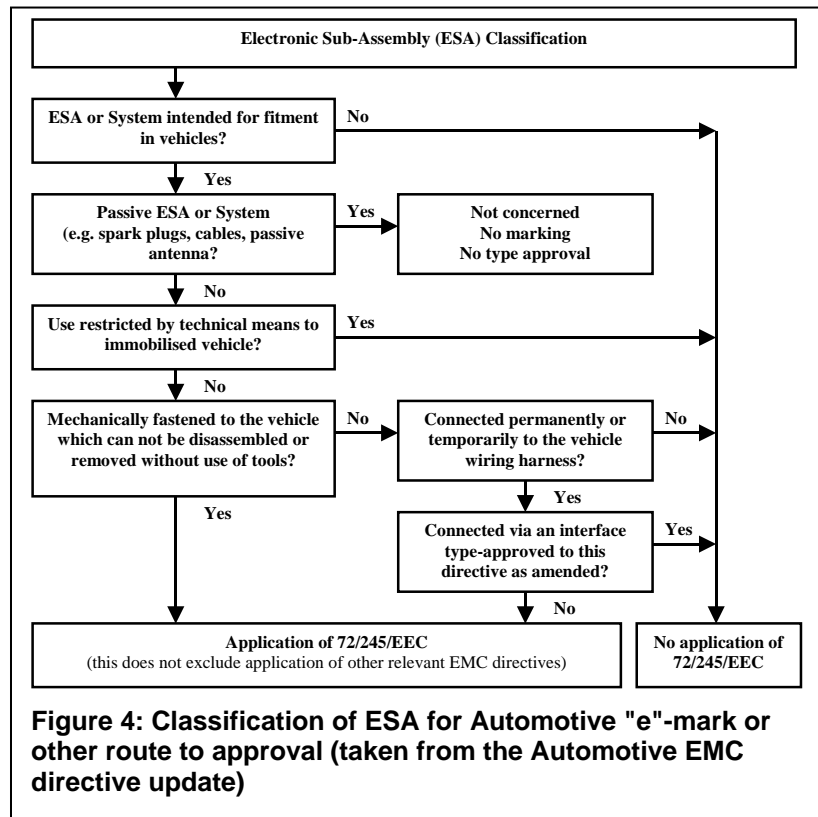 Electronic Sub-Assembly (ESA) Classification
ESA or System intended for fitment
in vehicles?
No
Yes
Passive ESA or System
(e.g. spark plugs, cables, passive
antenna?
Yes
Not concerned
No marking
No type approval
No
Use restricted by technical means to
immobilised vehicle?
Yes
No
Mechanically fastened to the vehicle
which can not be disassembled or
removed without use of tools?
No
Connected permanently or
temporarily to the vehicle
wiring harness?
No
Yes
Yes
Connected via an interface
type-approved to this
directive as amended?
Yes
No
Application of 72/245/EEC
(this does not exclude application of other relevant EMC directives)
No application of
72/245/EEC
Figure 4: Classification of ESA for Automotive "e"-mark or
other route to approval (taken from the Automotive EMC
directive update)